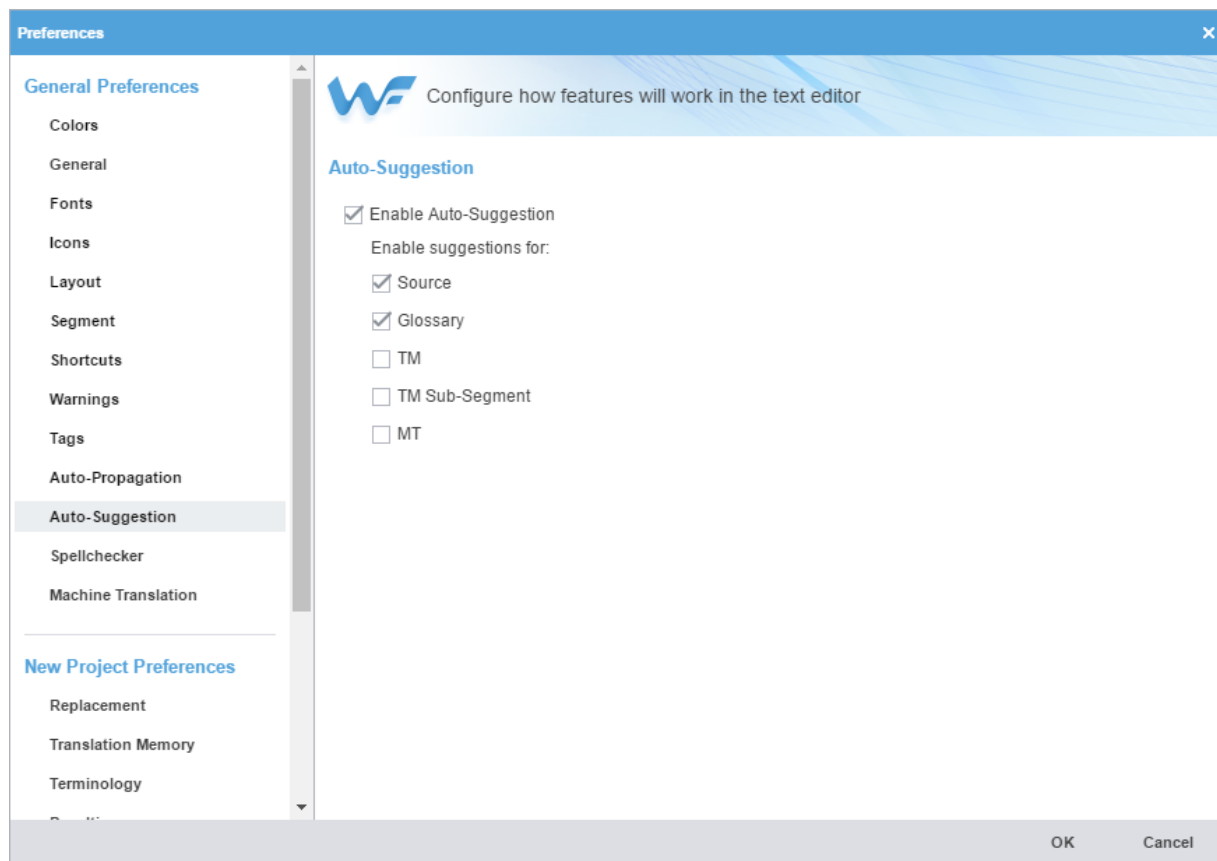 Preferences
General Preferences
Colors
General
Fonts
Icons
Layout
Segment
Shortcuts
Warnings
Tags
Auto-Propagation
Auto-Suggestion
Spellchecker
Machine Translation
New Project Preferences
Replacement
Translation Memory
Terminology
WF Configure how features will work in the text editor
Auto-Suggestion
Enable Auto-Suggestion
Enable suggestions for:
Source
Glossary
TM
TM Sub-Segment
MT
OK Cancel